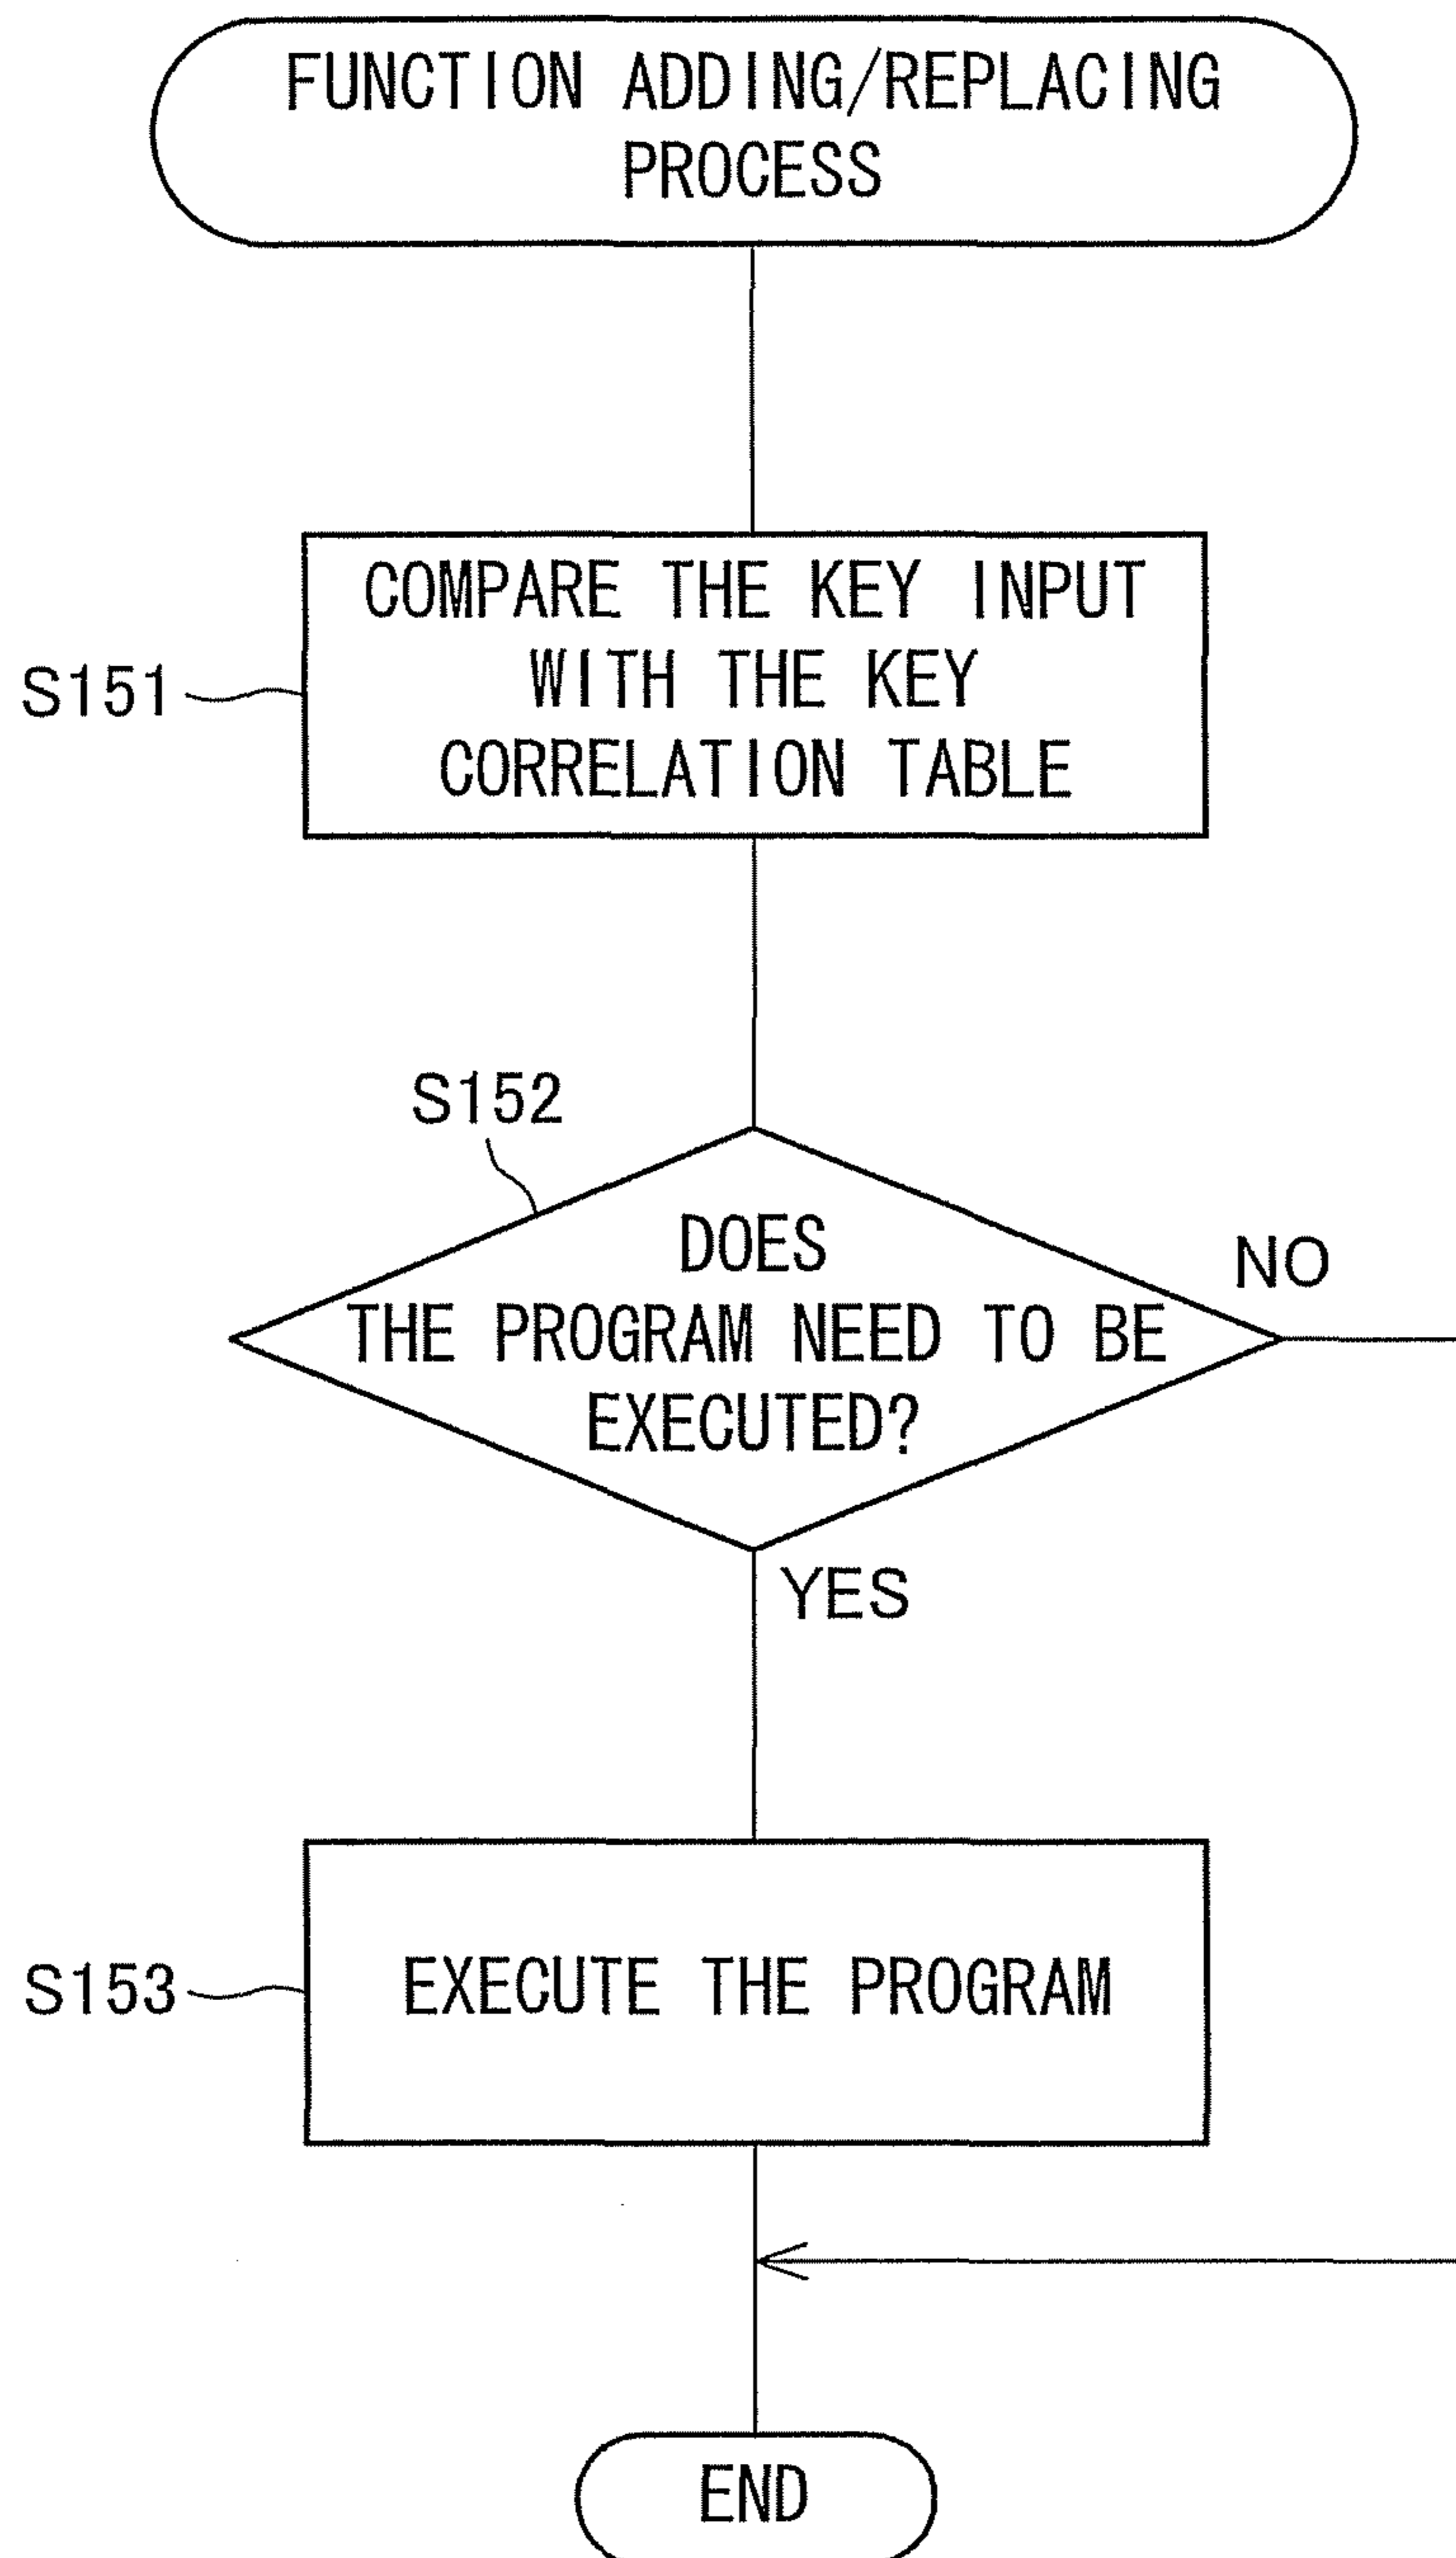 FUNCTION ADDING/REPLACING
PROCESS
COMPARE THE KEY INPUT
WITH THE KEY
CORRELATION TABLE
S151
S152
DOES
THE PROGRAM NEED TO BE
EXECUTED?
NO
YES
S153
EXECUTE THE PROGRAM
END